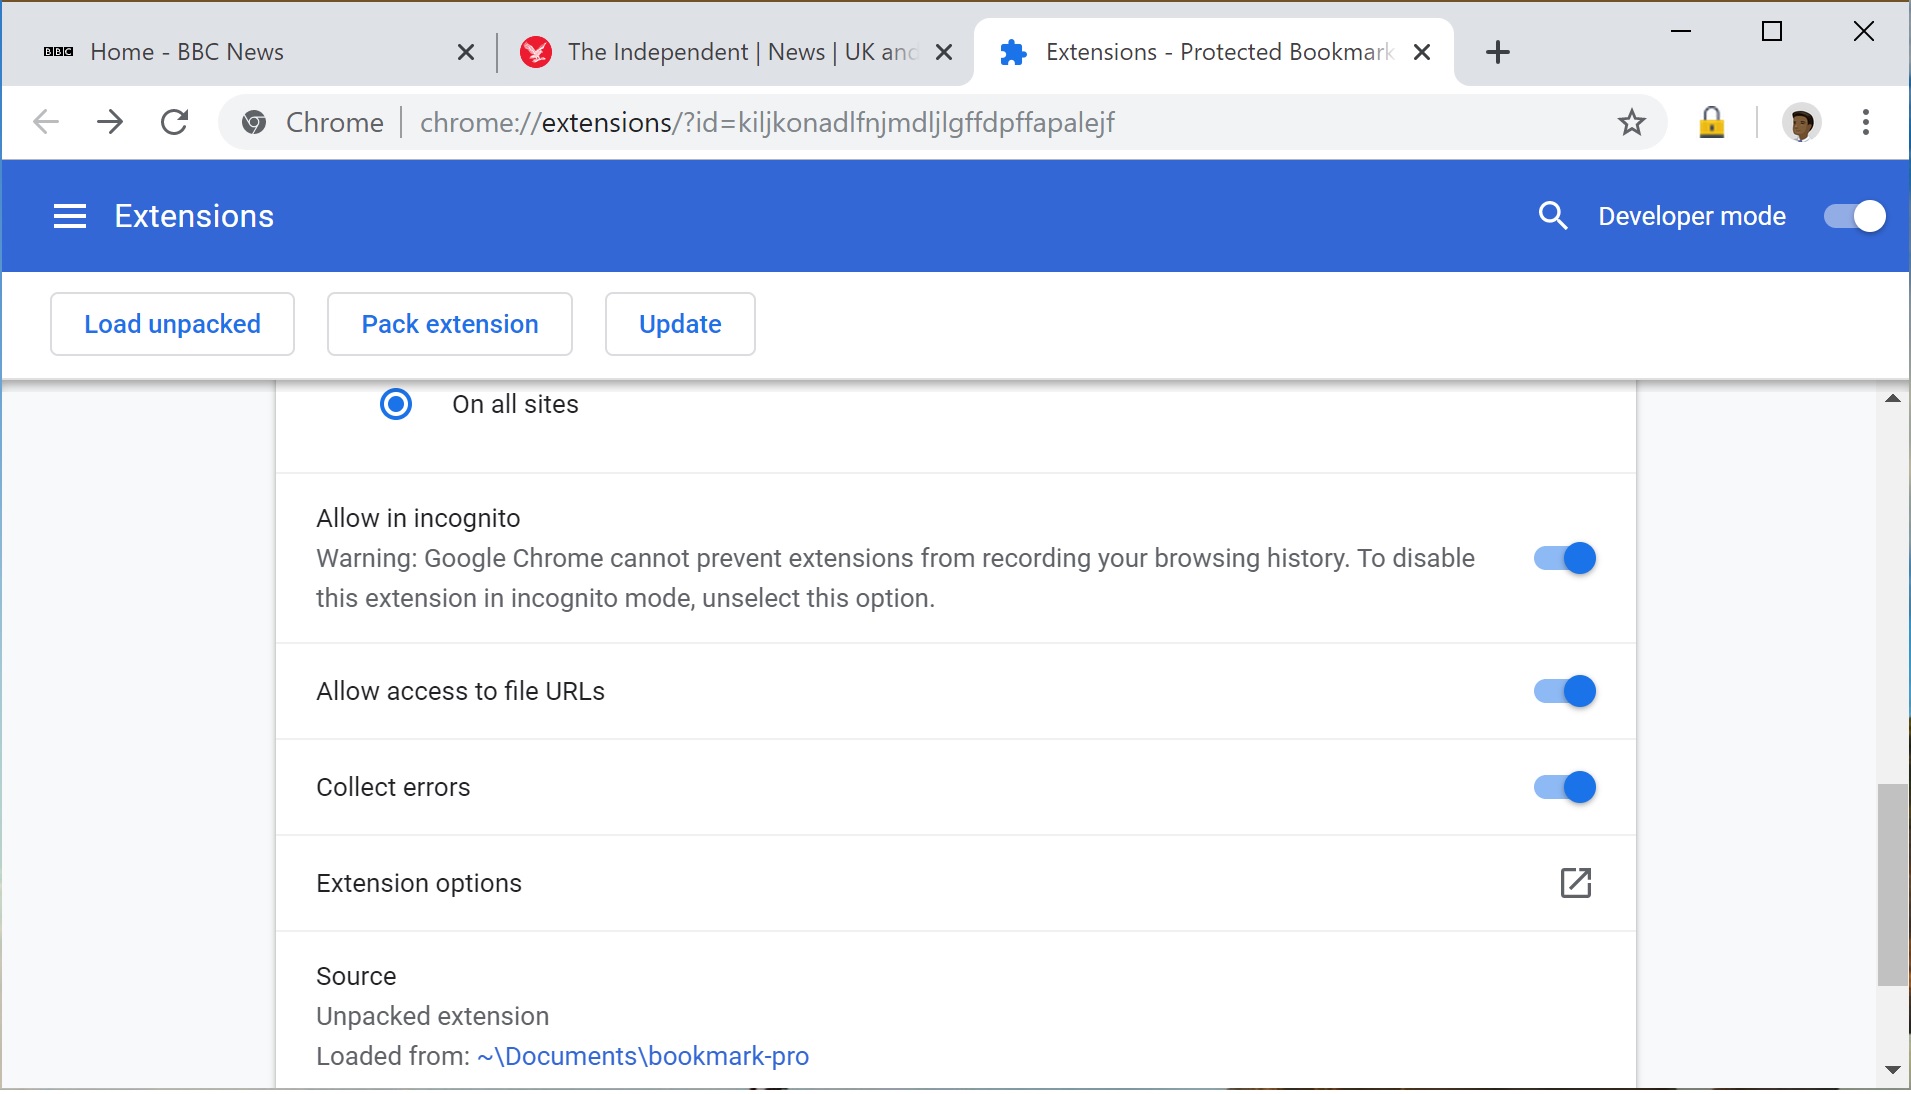 BBC Home - BBC News
The Independent | News | UK and
Extensions - Protected Bookmark
Chrome chrome://extensions/?id=kiljkonadlfnjmdljlgffdpffapalejf
Extensions
Developer mode
Load unpacked
Pack extension
Update
On all sites
Allow in incognito
Warning: Google Chrome cannot prevent extensions from recording your browsing history. To disable
this extension in incognito mode, unselect this option.
Allow access to file URLs
Collect errors
Extension options
Source
Unpacked extension
Loaded from: ~\Documents\bookmark-pro